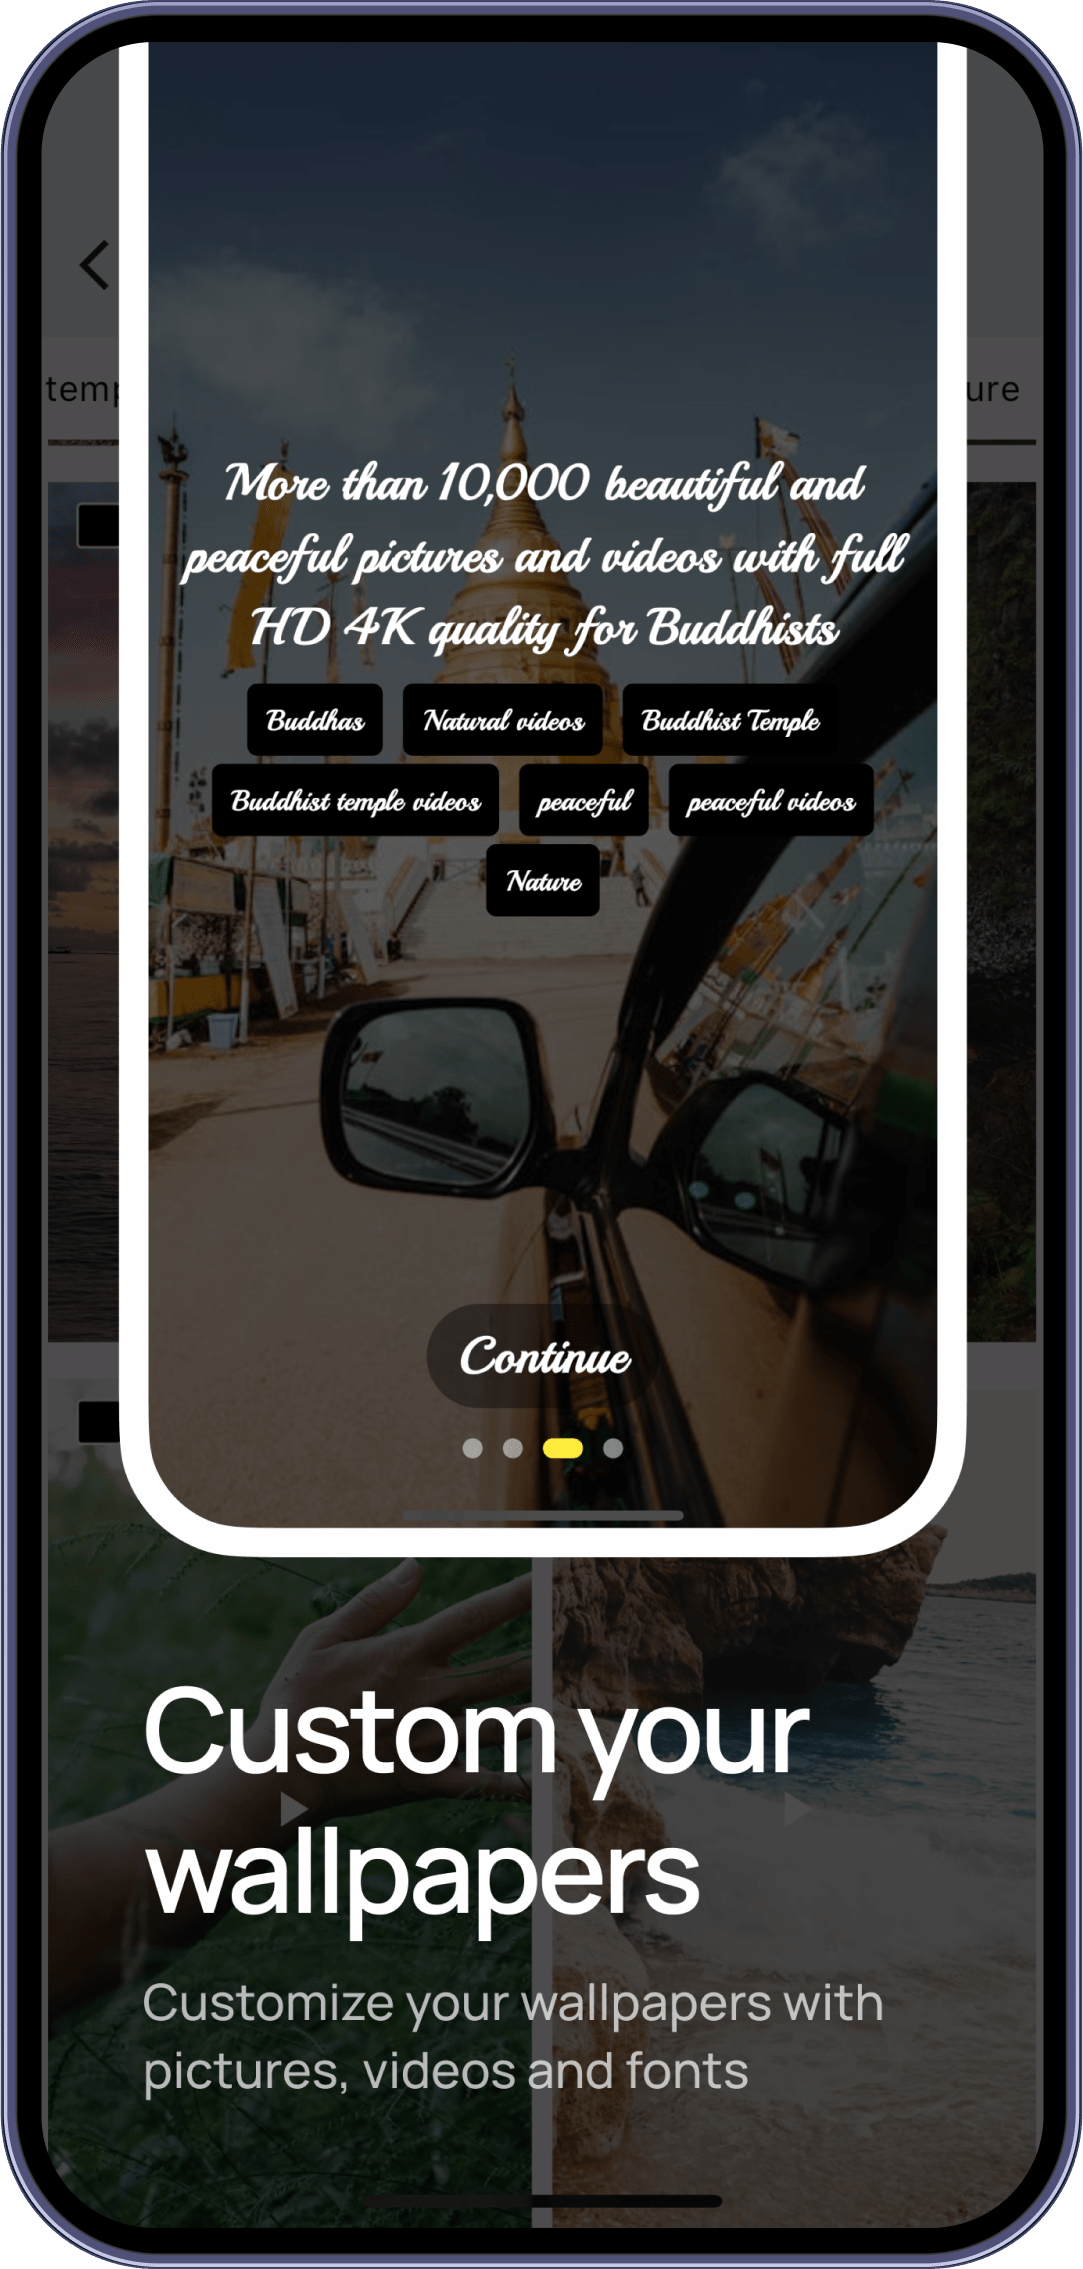 More than 10,000 beautiful and
peaceful pictures and videos with full
HD 4K quality for Buddhists
Buddhas Natural videos Buddhist Temple
Buddhist temple videos peaceful peaceful videos
Nature
Continue
Custom your
wallpapers
Customize your wallpapers with
pictures, videos and fonts